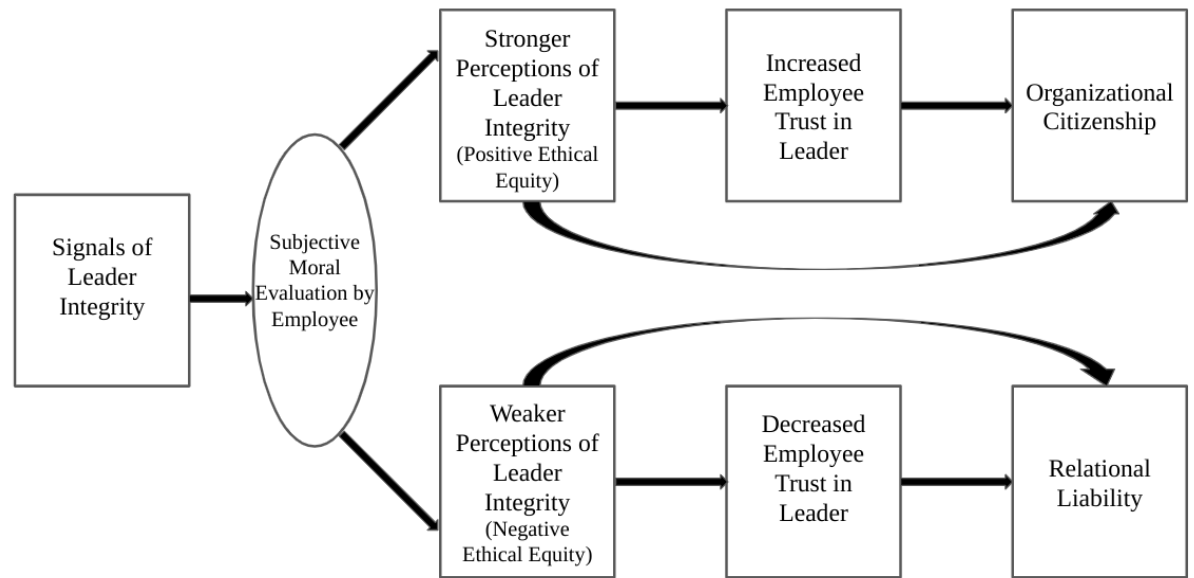 Signals of
Leader
Integrity
Subjective
Moral
Evaluation by
Employee
Stronger
Perceptions of
Leader
Integrity
(Positive Ethical
Equity)
Increased
Employee
Trust in
Leader
Organizational
Citizenship
Weaker
Perceptions of
Leader
Integrity
(Negative
Ethical Equity)
Decreased
Employee
Trust in
Leader
Relational
Liability